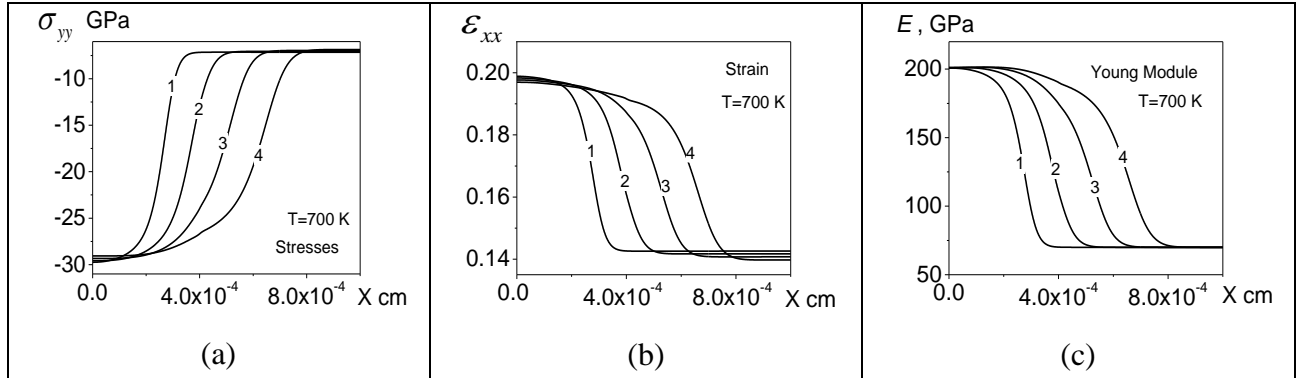 σyy GPa
-5
-10
-15
-20
-25
-30
1
2
3
4
T=700 K
Stresses
0.0 4.0x10⁻⁴ 8.0x10⁻⁴ X cm
(a)
εxx
0.20
0.18
0.16
0.14
Strain
T=700 K
1
2
3
4
0.0 4.0x10⁻⁴ 8.0x10⁻⁴ X cm
(b)
E , GPa
200
150
100
50
Young Module
T=700 K
1
2
3
4
0.0 4.0x10⁻⁴ 8.0x10⁻⁴ X cm
(c)